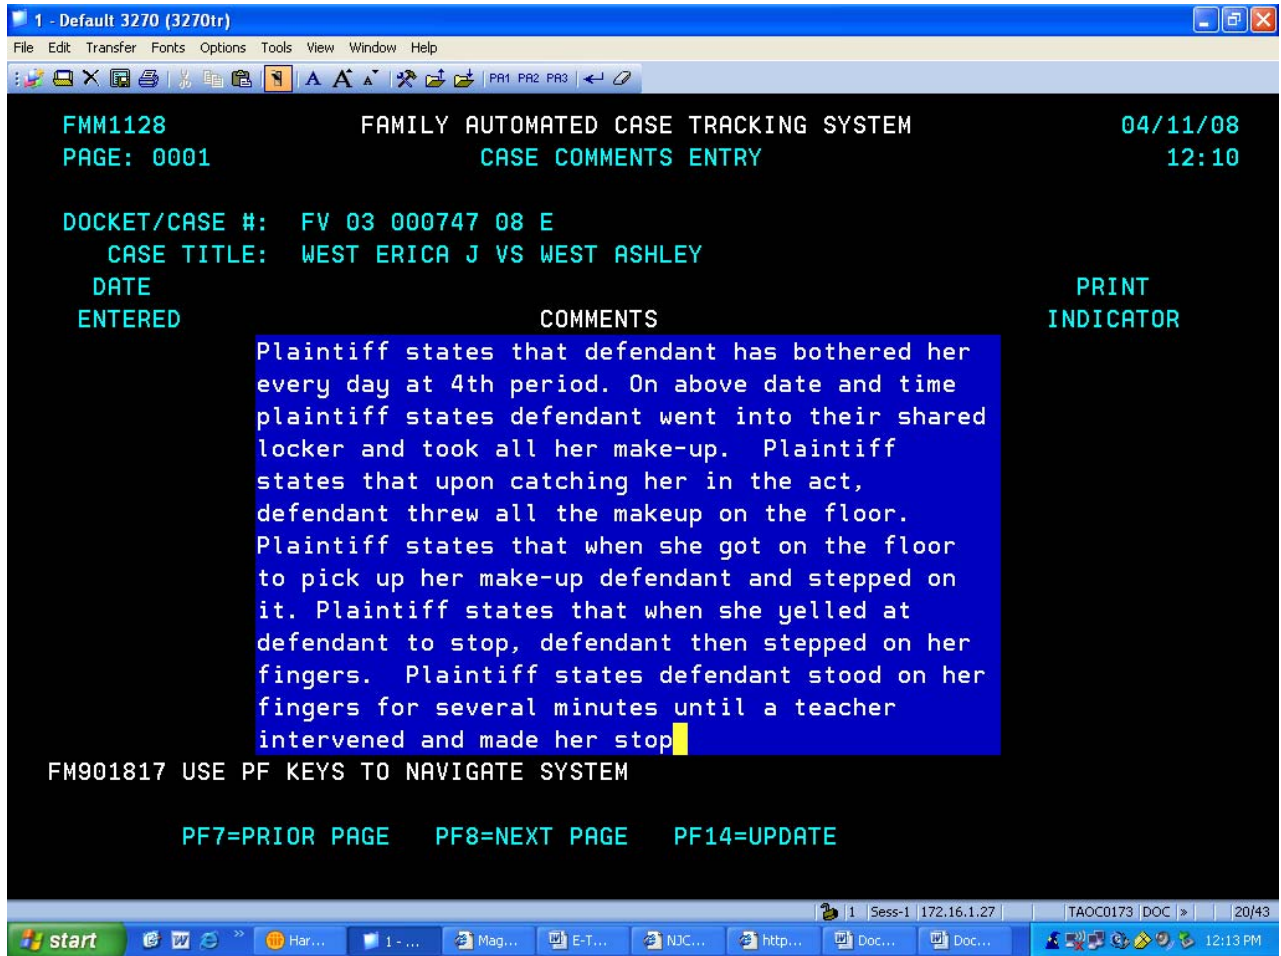 1 - Default 3270 (3270tr)
File Edit Transfer Fonts Options Tools View Window Help
PA1 PA2 PA3
FMM1128 FAMILY AUTOMATED CASE TRACKING SYSTEM 04/11/08
PAGE: 0001 CASE COMMENTS ENTRY 12:10
DOCKET/CASE #: FV 03 000747 08 E
CASE TITLE: WEST ERICA J VS WEST ASHLEY
DATE PRINT
ENTERED COMMENTS INDICATOR
Plaintiff states that defendant has bothered her
every day at 4th period. On above date and time
plaintiff states defendant went into their shared
locker and took all her make-up.  Plaintiff
states that upon catching her in the act,
defendant threw all the makeup on the floor.
Plaintiff states that when she got on the floor
to pick up her make-up defendant and stepped on
it. Plaintiff states that when she yelled at
defendant to stop, defendant then stepped on her
fingers.  Plaintiff states defendant stood on her
fingers for several minutes until a teacher
intervened and made her stop
FM901817 USE PF KEYS TO NAVIGATE SYSTEM
PF7=PRIOR PAGE PF8=NEXT PAGE PF14=UPDATE
1 Sess-1 172.16.1.27 TAOC0173 DOC » 20/43
start » Har... 1 - ... Mag... E-T... NJC... http... Doc... Doc... 12:13 PM